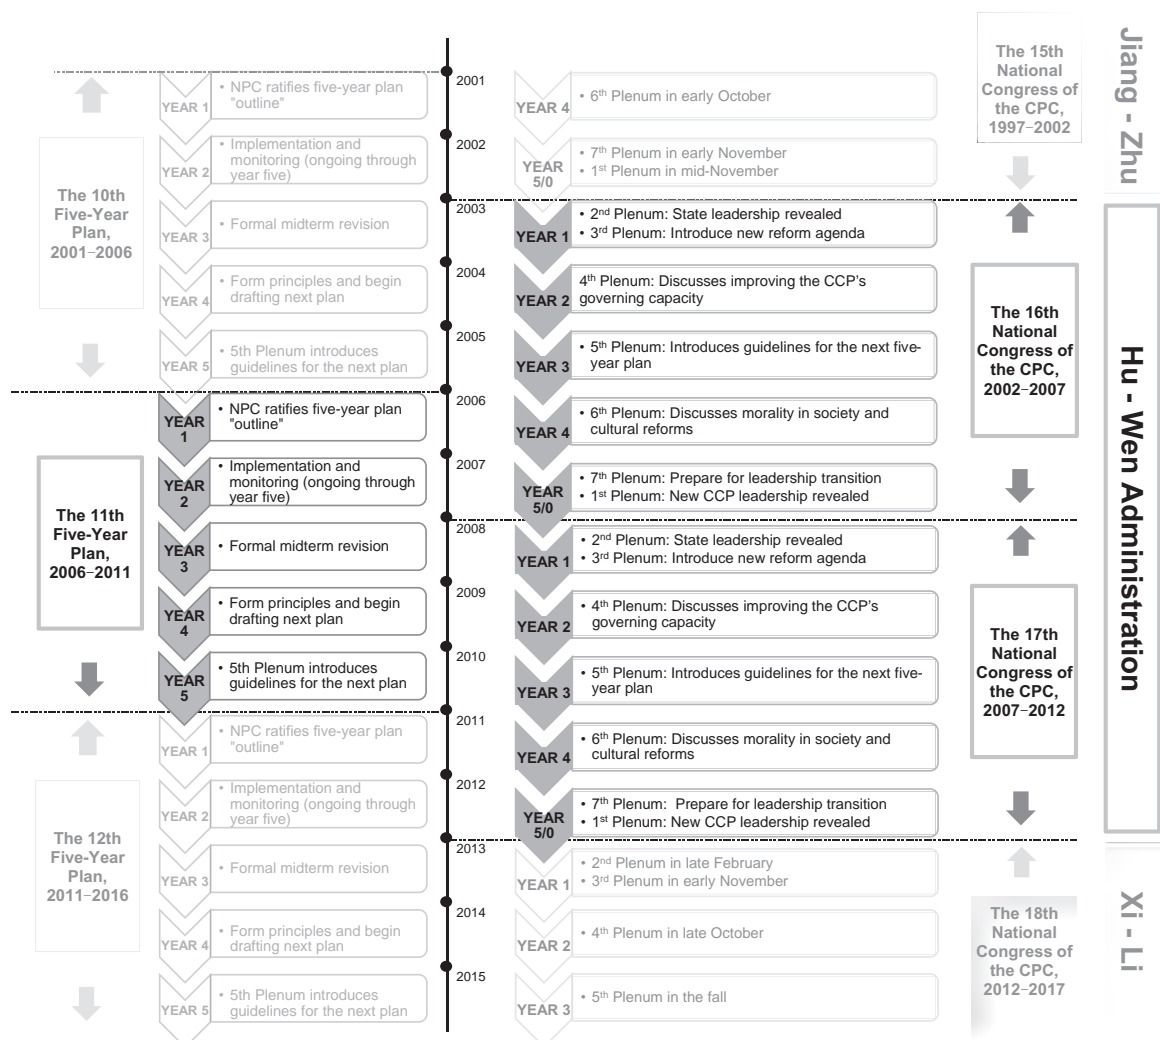 NPC ratifies five-year plan
"outline"
YEAR 1
Implementation and
monitoring (ongoing through
year five)
YEAR 2
The 10th
Five-Year
Plan,
2001–2006
Formal midterm revision
YEAR 3
Form principles and begin
drafting next plan
YEAR 4
5th Plenum introduces
guidelines for the next plan
YEAR 5
NPC ratifies five-year plan
"outline"
YEAR
1
Implementation and
monitoring (ongoing through
year five)
YEAR
2
The 11th
Five-Year
Plan,
2006–2011
Formal midterm revision
YEAR
3
Form principles and begin
drafting next plan
YEAR
4
5th Plenum introduces
guidelines for the next plan
YEAR
5
NPC ratifies five-year plan
"outline"
YEAR 1
Implementation and
monitoring (ongoing through
year five)
YEAR 2
The 12th
Five-Year
Plan,
2011–2016
Formal midterm revision
YEAR 3
Form principles and begin
drafting next plan
YEAR 4
5th Plenum introduces
guidelines for the next plan
YEAR 5
2001
2002
2003
2004
2005
2006
2007
2008
2009
2010
2011
2012
2013
2014
2015
YEAR 4
• 6th Plenum in early October
YEAR
5/0
• 7th Plenum in early November
• 1st Plenum in mid-November
YEAR 1
• 2nd Plenum: State leadership revealed
• 3rd Plenum: Introduce new reform agenda
YEAR 2
4th Plenum: Discusses improving the CCP's
governing capacity
YEAR 3
• 5th Plenum: Introduces guidelines for the next five-
year plan
YEAR 4
• 6th Plenum: Discusses morality in society and
cultural reforms
YEAR
5/0
• 7th Plenum: Prepare for leadership transition
• 1st Plenum: New CCP leadership revealed
YEAR 1
• 2nd Plenum: State leadership revealed
• 3rd Plenum: Introduce new reform agenda
YEAR 2
• 4th Plenum: Discusses improving the CCP's
governing capacity
YEAR 3
• 5th Plenum: Introduces guidelines for the next five-
year plan
YEAR 4
• 6th Plenum: Discusses morality in society and
cultural reforms
YEAR
5/0
• 7th Plenum: Prepare for leadership transition
• 1st Plenum: New CCP leadership revealed
YEAR 1
• 2nd Plenum in late February
• 3rd Plenum in early November
YEAR 2
• 4th Plenum in late October
YEAR 3
• 5th Plenum in the fall
The 15th
National
Congress of
the CPC,
1997–2002
The 16th
National
Congress of
the CPC,
2002–2007
The 17th
National
Congress of
the CPC,
2007–2012
The 18th
National
Congress of
the CPC,
2012–2017
Jiang - Zhu
Hu - Wen Administration
Xi - Li